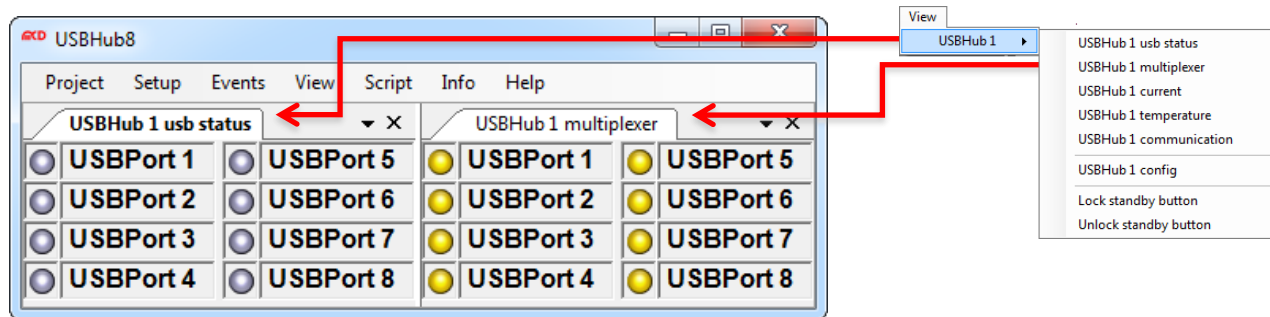 GKD USBHub8
Project Setup Events View Script Info Help
USBHub 1 usb status
USBPort 1 USBPort 5
USBPort 2 USBPort 6
USBPort 3 USBPort 7
USBPort 4 USBPort 8
USBHub 1 multiplexer
USBPort 1 USBPort 5
USBPort 2 USBPort 6
USBPort 3 USBPort 7
USBPort 4 USBPort 8
View
USBHub 1
USBHub 1 usb status
USBHub 1 multiplexer
USBHub 1 current
USBHub 1 temperature
USBHub 1 communication
USBHub 1 config
Lock standby button
Unlock standby button